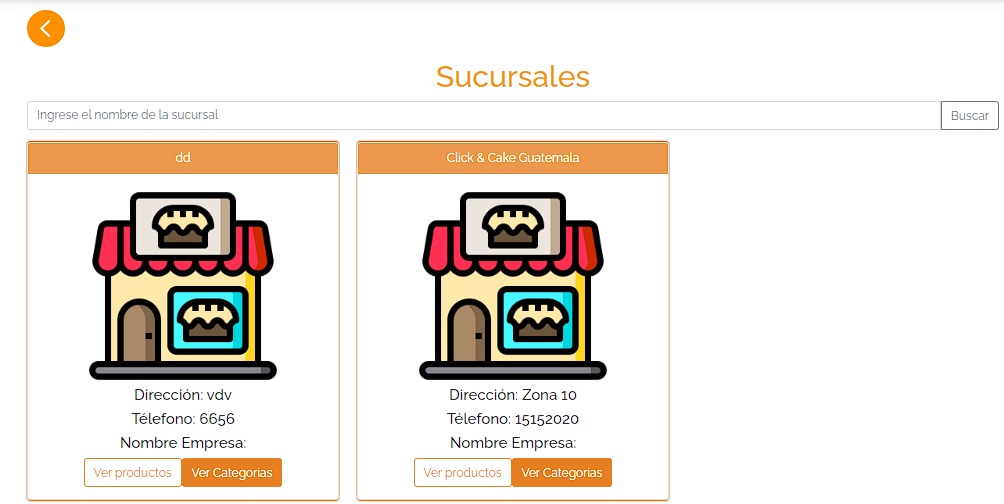 Sucursales
Ingrese el nombre de la sucursal
Buscar
dd
Dirección: vdv
Télefono: 6656
Nombre Empresa:
Ver productos
Ver Categorias
Click & Cake Guatemala
Dirección: Zona 10
Télefono: 15152020
Nombre Empresa:
Ver productos
Ver Categorias